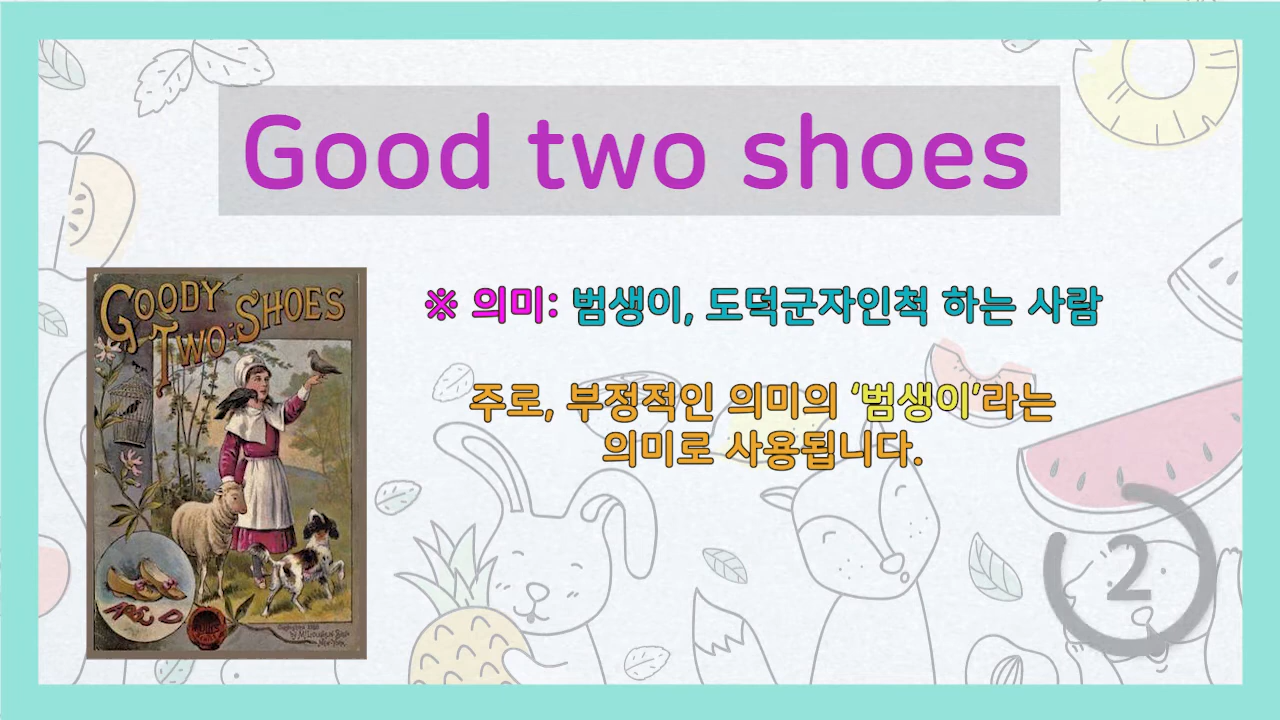 Good two shoes
GOODY
TWO SHOES
※ 의미: 범생이, 도덕군자인척 하는 사람
주로, 부정적인 의미의 ‘범생이’라는
의미로 사용됩니다.
2